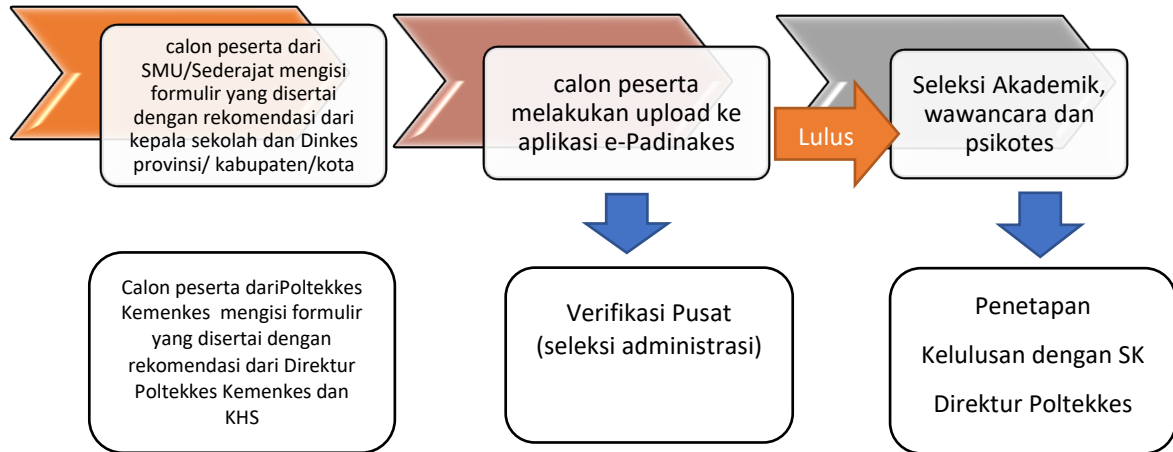 calon peserta dari
SMU/Sederajat mengisi
formulir yang disertai
dengan rekomendasi dari
kepala sekolah dan Dinkes
provinsi/ kabupaten/kota
calon peserta
melakukan upload ke
aplikasi e-Padinakes
Lulus
Seleksi Akademik,
wawancara dan
psikotes
Calon peserta dariPoltekkes
Kemenkes mengisi formulir
yang disertai dengan
rekomendasi dari Direktur
Poltekkes Kemenkes dan
KHS
Verifikasi Pusat
(seleksi administrasi)
Penetapan
Kelulusan dengan SK
Direktur Poltekkes